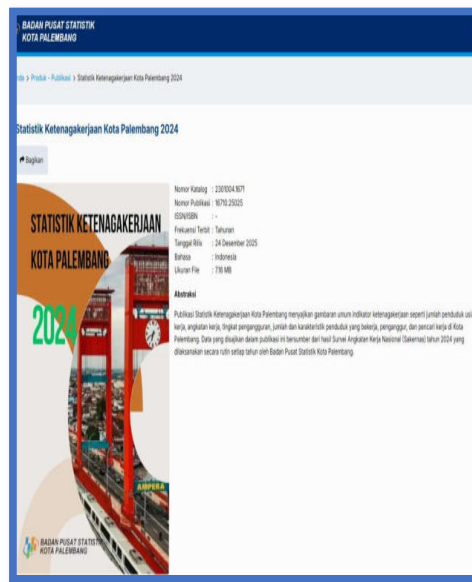 BADAN PUSAT STATISTIK
KOTA PALEMBANG
nda > Produk - Publikasi > Statistik Ketenagakerjaan Kota Palembang 2024
Statistik Ketenagakerjaan Kota Palembang 2024
Bagikan
STATISTIK KETENAGAKERJAAN
KOTA PALEMBANG
2024
AMPERA
BADAN PUSAT STATISTIK
KOTA PALEMBANG
Nomor Katalog : 2301004.1671
Nomor Publikasi : 16710.25025
ISSN/ISBN : -
Frekuensi Terbit : Tahunan
Tanggal Rilis : 24 Desember 2025
Bahasa : Indonesia
Ukuran File : 7.16 MB
Abstraksi
Publikasi Statistik Ketenagakerjaan Kota Palembang menyajikan gambaran umum indikator ketenagakerjaan seperti jumlah penduduk usia
kerja, angkatan kerja, tingkat pengangguran, jumlah dan karakteristik penduduk yang bekerja, penganggur, dan pencari kerja di Kota
Palembang. Data yang disajikan dalam publikasi ini bersumber dari hasil Survei Angkatan Kerja Nasional (Sakernas) tahun 2024 yang
dilaksanakan secara rutin setiap tahun oleh Badan Pusat Statistik Kota Palembang.